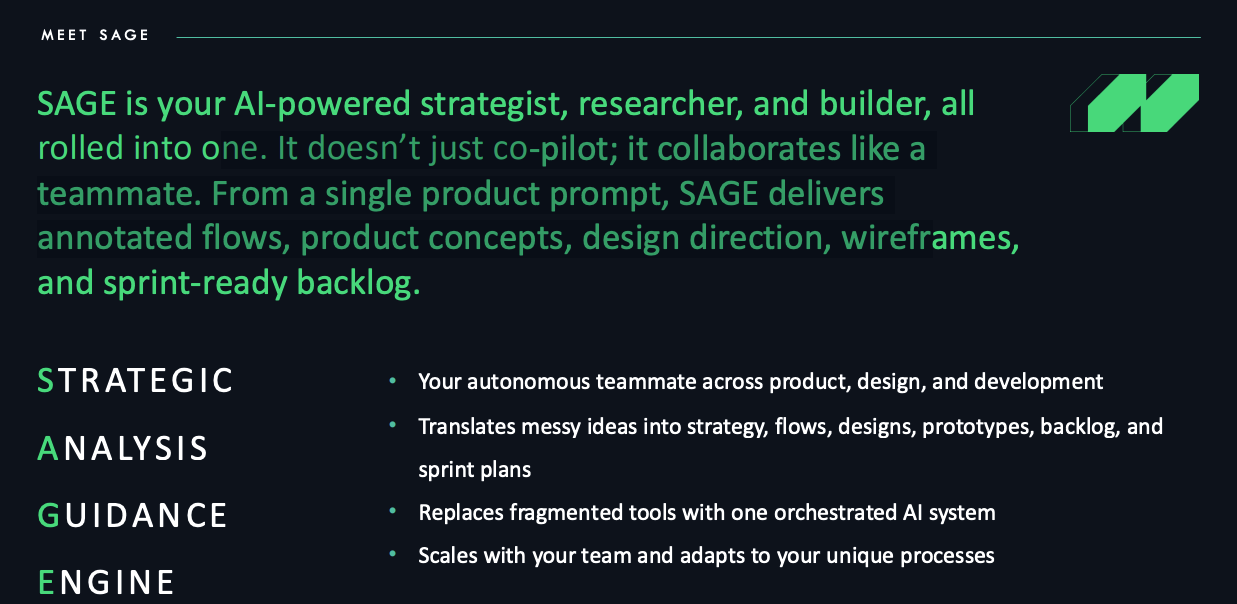 MEET SAGE
SAGE is your AI-powered strategist, researcher, and builder, all
rolled into one. It doesn’t just co-pilot; it collaborates like a
teammate. From a single product prompt, SAGE delivers
annotated flows, product concepts, design direction, wireframes,
and sprint-ready backlog.
STRATEGIC
ANALYSIS
GUIDANCE
ENGINE
• Your autonomous teammate across product, design, and development
• Translates messy ideas into strategy, flows, designs, prototypes, backlog, and
sprint plans
• Replaces fragmented tools with one orchestrated AI system
• Scales with your team and adapts to your unique processes